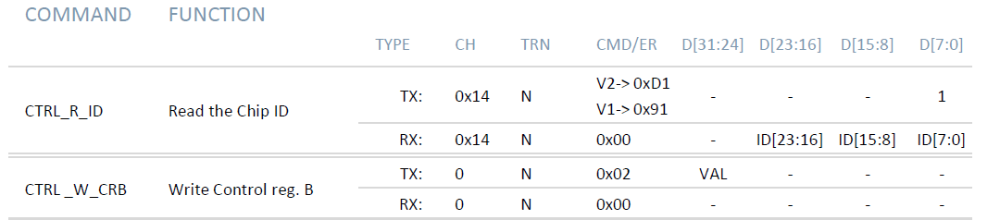 COMMAND FUNCTION
TYPE CH TRN CMD/ER D[31:24] D[23:16] D[15:8] D[7:0]
V2-> 0xD1
CTRL_R_ID Read the Chip ID TX: 0x14 N - - - 1
V1-> 0x91
RX: 0x14 N 0x00 - ID[23:16] ID[15:8] ID[7:0]
TX: 0 N 0x02 VAL - - -
CTRL _W_CRB Write Control reg. B
RX: 0 N 0x00 - - - -